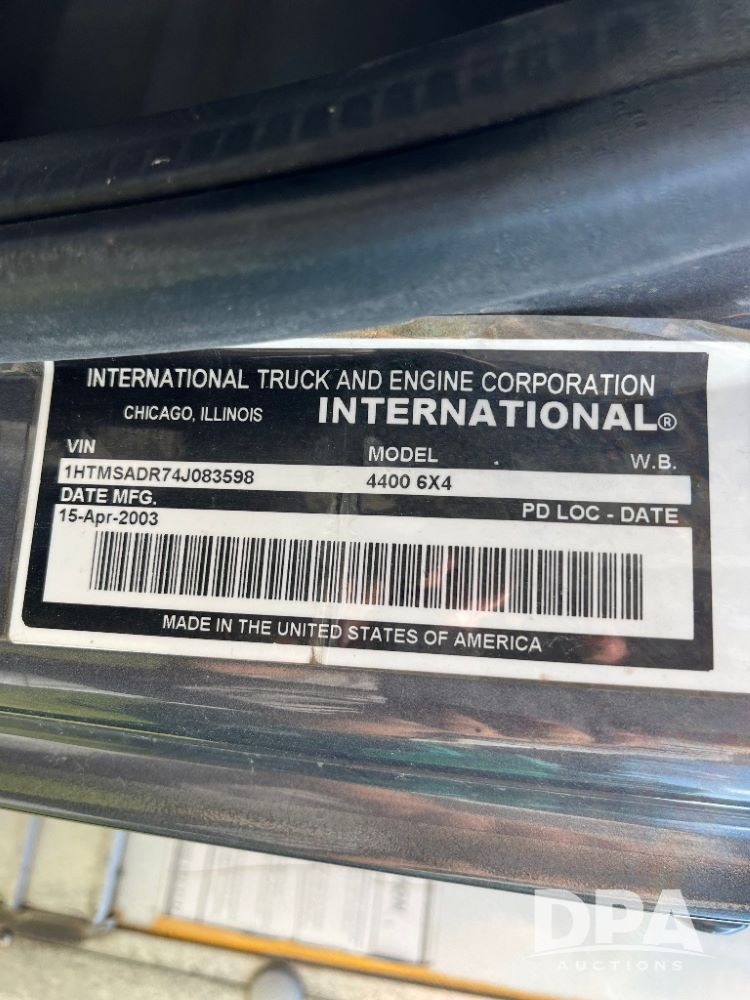 INTERNATIONAL TRUCK AND ENGINE CORPORATION
CHICAGO, ILLINOIS INTERNATIONAL®
VIN MODEL W.B.
1HTMSADR74J083598 4400 6X4
DATE MFG. PD LOC - DATE
15-Apr-2003
MADE IN THE UNITED STATES OF AMERICA
DPA
AUCTIONS